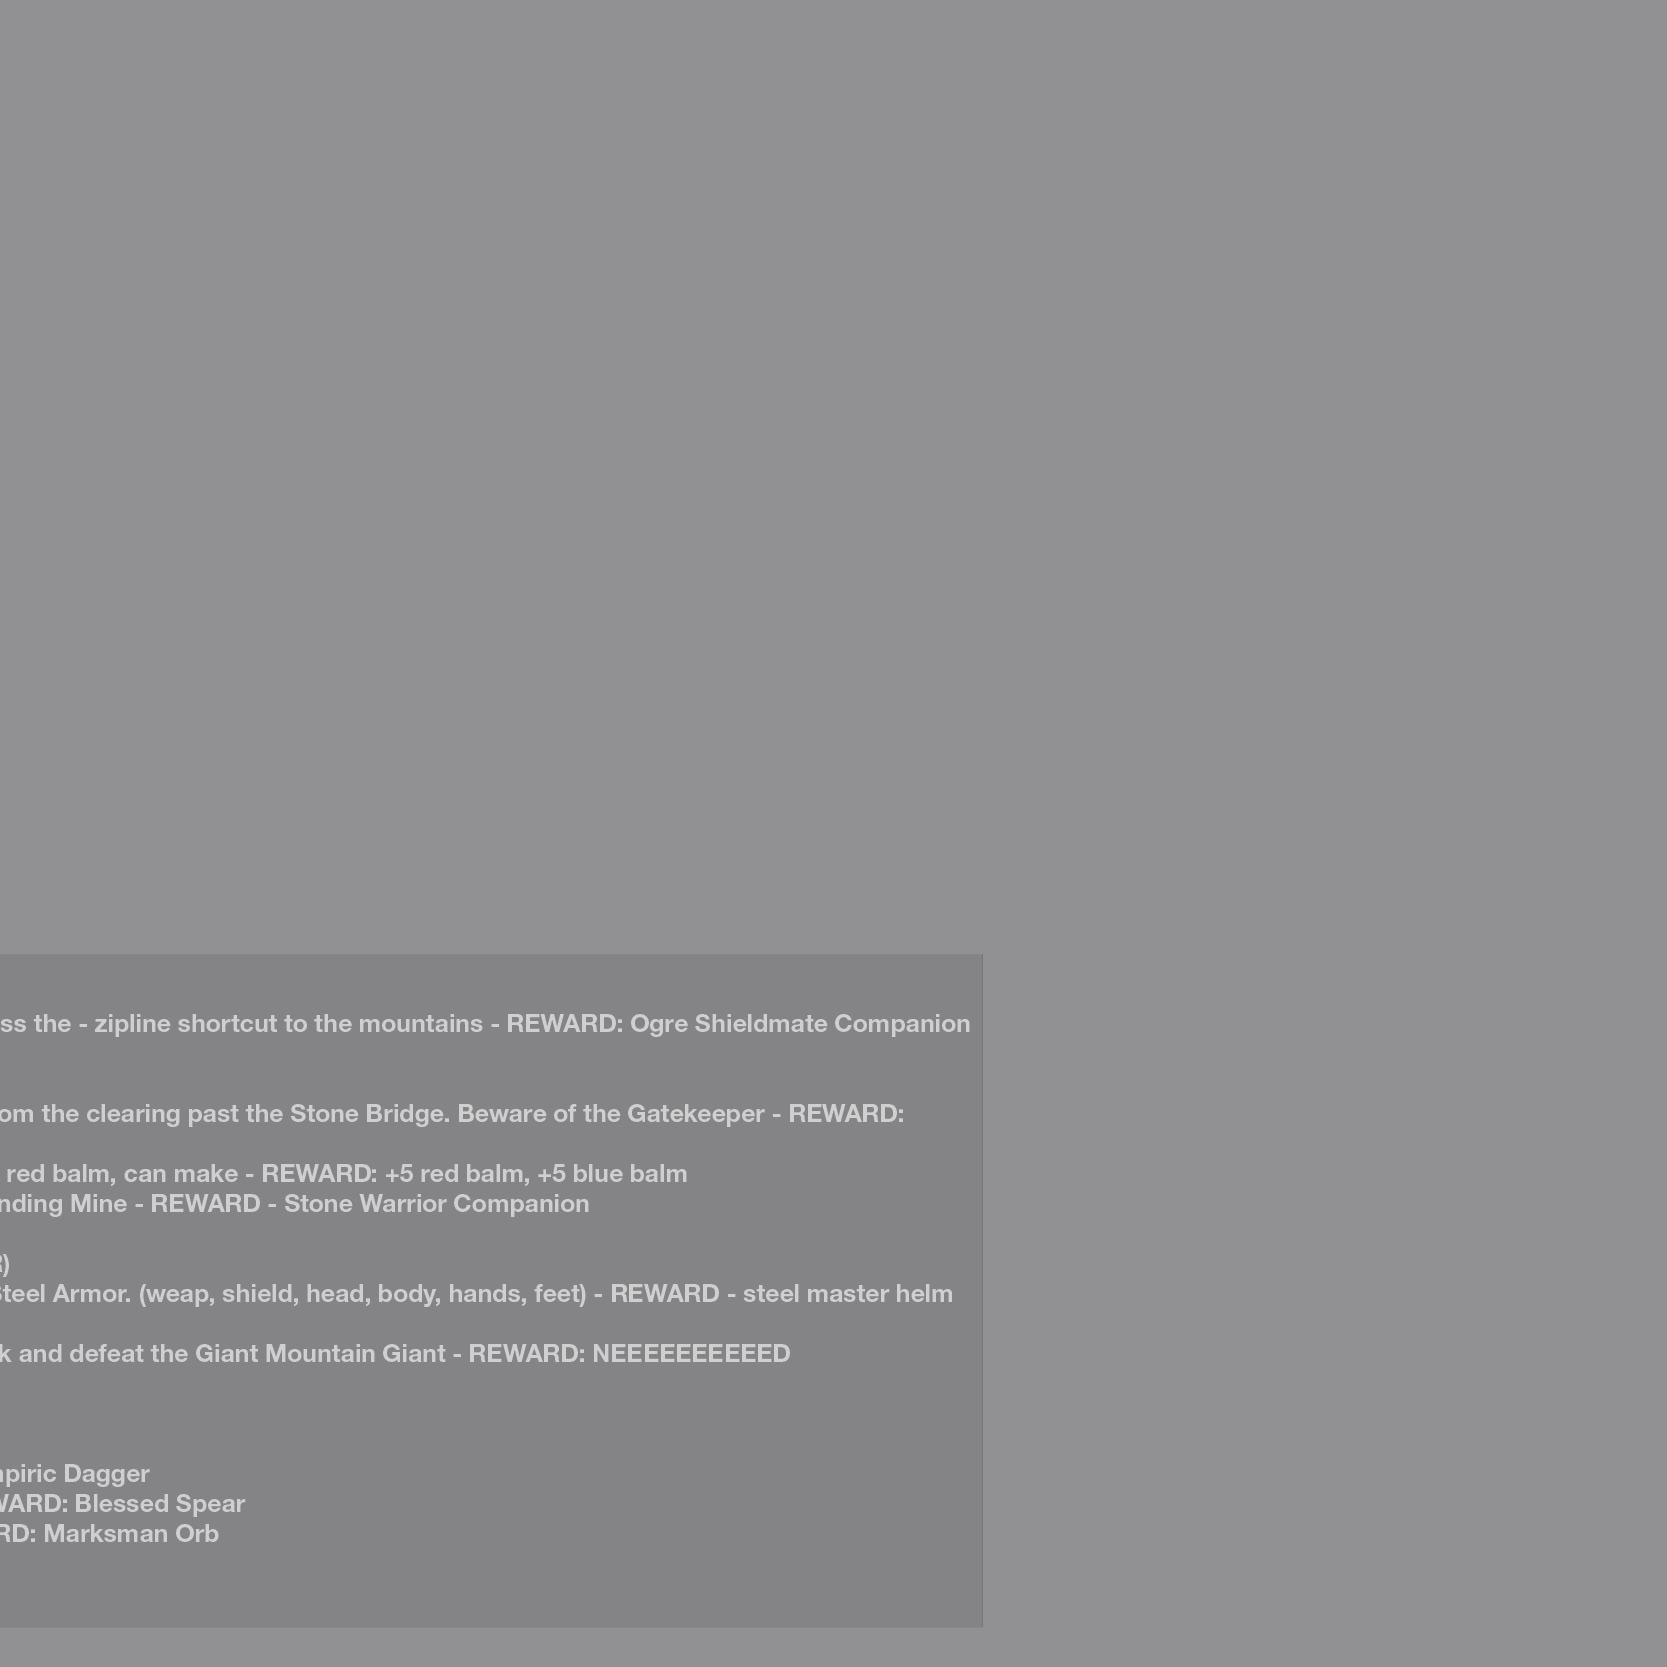 ss the - zipline shortcut to the mountains - REWARD: Ogre Shieldmate Companion
om the clearing past the Stone Bridge. Beware of the Gatekeeper - REWARD:
red balm, can make - REWARD: +5 red balm, +5 blue balm
nding Mine - REWARD - Stone Warrior Companion
)
Steel Armor. (weap, shield, head, body, hands, feet) - REWARD - steel master helm
k and defeat the Giant Mountain Giant - REWARD: NEEEEEEEEEED
piric Dagger
WARD: Blessed Spear
RD: Marksman Orb